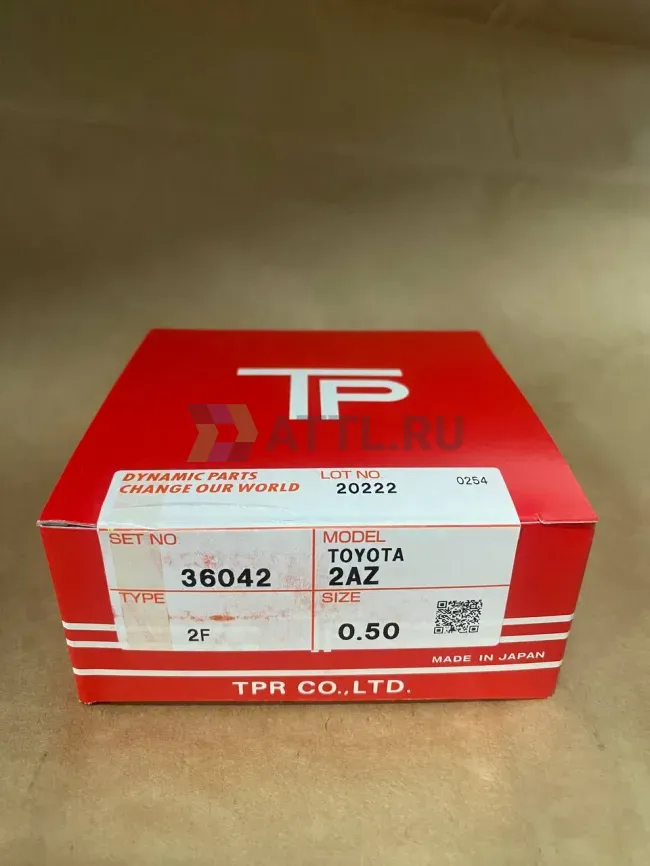 TP
ATTL.RU
DYNAMIC PARTS
CHANGE OUR WORLD
LOT NO.
20222
0254
SET NO
36042
MODEL
TOYOTA
2AZ
TYPE
2F
SIZE
0.50
MADE IN JAPAN
TPR CO.,LTD.